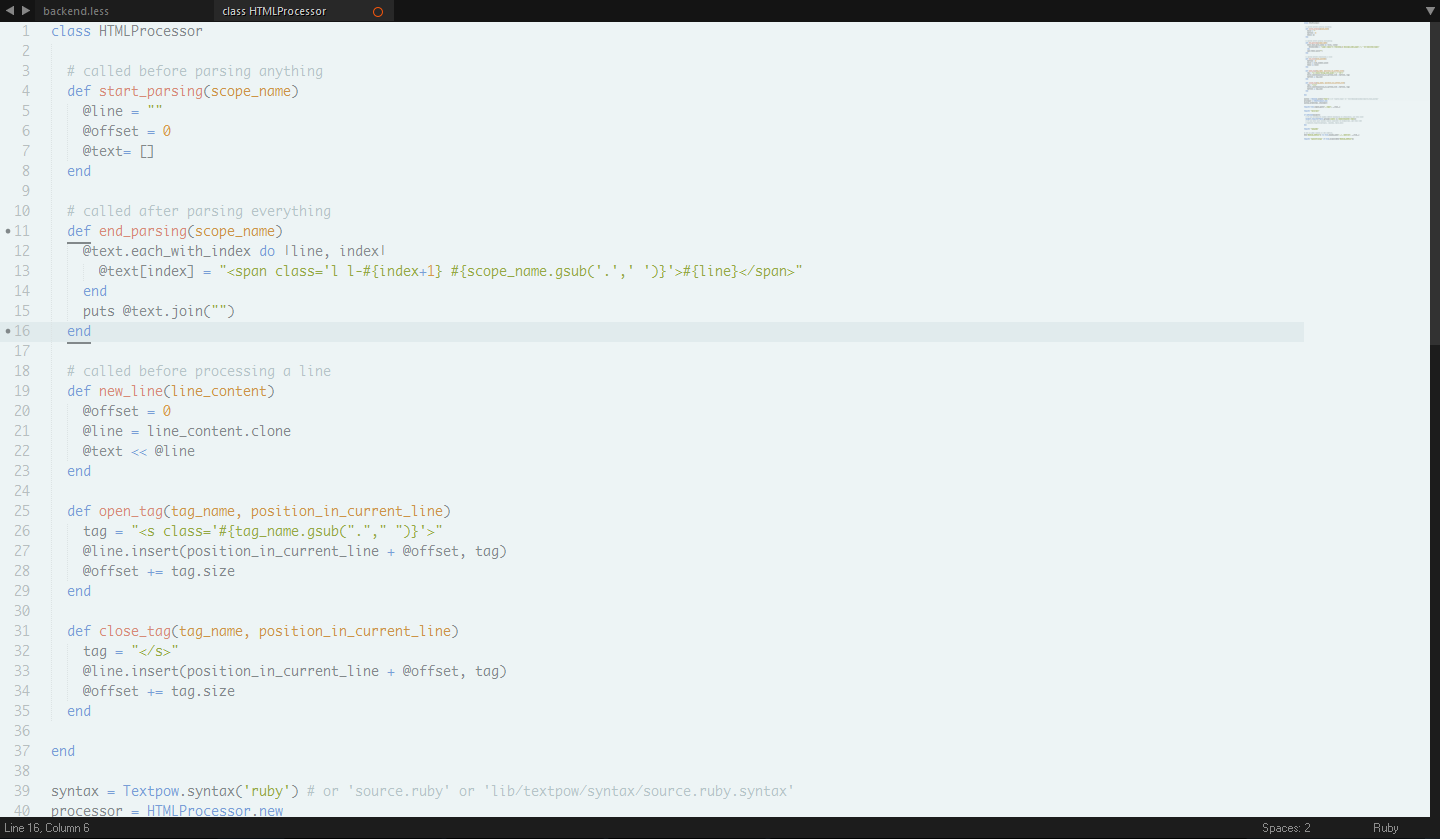 backend.less
class HTMLProcessor
1 class HTMLProcessor
2
3 # called before parsing anything
4 def start_parsing(scope_name)
5 @line = ""
6 @offset = 0
7 @text= []
8 end
9
10 # called after parsing everything
11 def end_parsing(scope_name)
12 @text.each_with_index do |line, index|
13 @text[index] = "<span class='l l-#{index+1} #{scope_name.gsub('.',' ')}'>#{line}</span>"
14 end
15 puts @text.join("")
16 end
17
18 # called before processing a line
19 def new_line(line_content)
20 @offset = 0
21 @line = line_content.clone
22 @text << @line
23 end
24
25 def open_tag(tag_name, position_in_current_line)
26 tag = "<s class='#{tag_name.gsub("."," ")}'>"
27 @line.insert(position_in_current_line + @offset, tag)
28 @offset += tag.size
29 end
30
31 def close_tag(tag_name, position_in_current_line)
32 tag = "</s>"
33 @line.insert(position_in_current_line + @offset, tag)
34 @offset += tag.size
35 end
36
37 end
38
39 syntax = Textpow.syntax('ruby') # or 'source.ruby' or 'lib/textpow/syntax/source.ruby.syntax'
40 processor = HTMLProcessor.new
Line 16, Column 6
Spaces: 2
Ruby